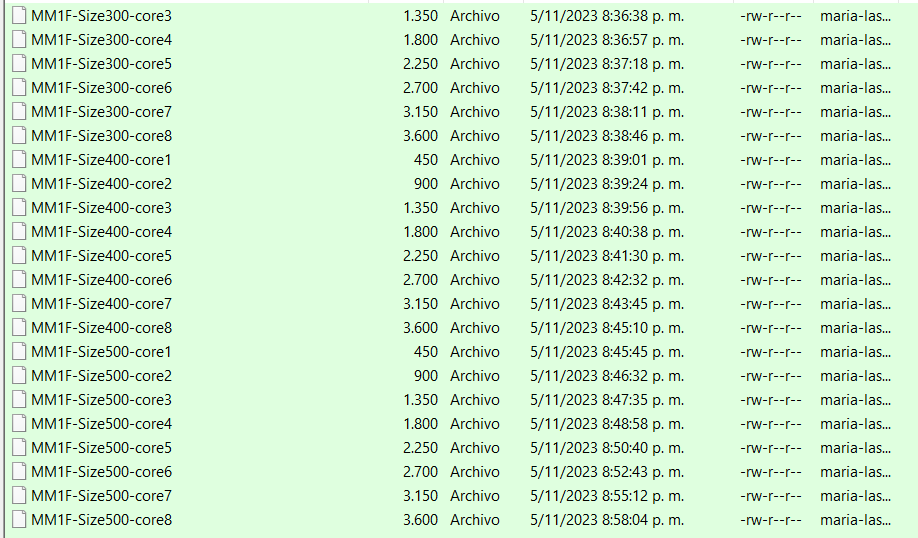 MM1F-Size300-core3 1.350 Archivo 5/11/2023 8:36:38 p. m. -rw-r--r-- maria-las...
MM1F-Size300-core4 1.800 Archivo 5/11/2023 8:36:57 p. m. -rw-r--r-- maria-las...
MM1F-Size300-core5 2.250 Archivo 5/11/2023 8:37:18 p. m. -rw-r--r-- maria-las...
MM1F-Size300-core6 2.700 Archivo 5/11/2023 8:37:42 p. m. -rw-r--r-- maria-las...
MM1F-Size300-core7 3.150 Archivo 5/11/2023 8:38:11 p. m. -rw-r--r-- maria-las...
MM1F-Size300-core8 3.600 Archivo 5/11/2023 8:38:46 p. m. -rw-r--r-- maria-las...
MM1F-Size400-core1 450 Archivo 5/11/2023 8:39:01 p. m. -rw-r--r-- maria-las...
MM1F-Size400-core2 900 Archivo 5/11/2023 8:39:24 p. m. -rw-r--r-- maria-las...
MM1F-Size400-core3 1.350 Archivo 5/11/2023 8:39:56 p. m. -rw-r--r-- maria-las...
MM1F-Size400-core4 1.800 Archivo 5/11/2023 8:40:38 p. m. -rw-r--r-- maria-las...
MM1F-Size400-core5 2.250 Archivo 5/11/2023 8:41:30 p. m. -rw-r--r-- maria-las...
MM1F-Size400-core6 2.700 Archivo 5/11/2023 8:42:32 p. m. -rw-r--r-- maria-las...
MM1F-Size400-core7 3.150 Archivo 5/11/2023 8:43:45 p. m. -rw-r--r-- maria-las...
MM1F-Size400-core8 3.600 Archivo 5/11/2023 8:45:10 p. m. -rw-r--r-- maria-las...
MM1F-Size500-core1 450 Archivo 5/11/2023 8:45:45 p. m. -rw-r--r-- maria-las...
MM1F-Size500-core2 900 Archivo 5/11/2023 8:46:32 p. m. -rw-r--r-- maria-las...
MM1F-Size500-core3 1.350 Archivo 5/11/2023 8:47:35 p. m. -rw-r--r-- maria-las...
MM1F-Size500-core4 1.800 Archivo 5/11/2023 8:48:58 p. m. -rw-r--r-- maria-las...
MM1F-Size500-core5 2.250 Archivo 5/11/2023 8:50:40 p. m. -rw-r--r-- maria-las...
MM1F-Size500-core6 2.700 Archivo 5/11/2023 8:52:43 p. m. -rw-r--r-- maria-las...
MM1F-Size500-core7 3.150 Archivo 5/11/2023 8:55:12 p. m. -rw-r--r-- maria-las...
MM1F-Size500-core8 3.600 Archivo 5/11/2023 8:58:04 p. m. -rw-r--r-- maria-las...